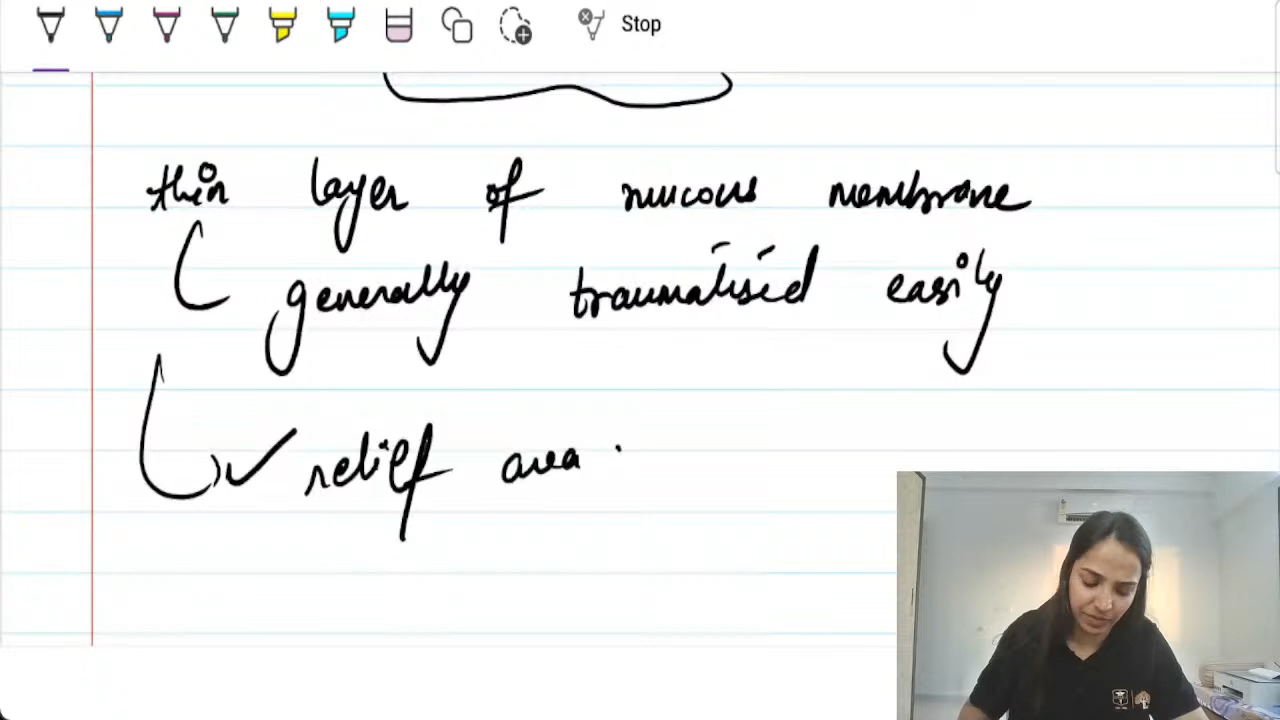 Stop
thin layer of mucous membrane
generally traumatised easily
relief area